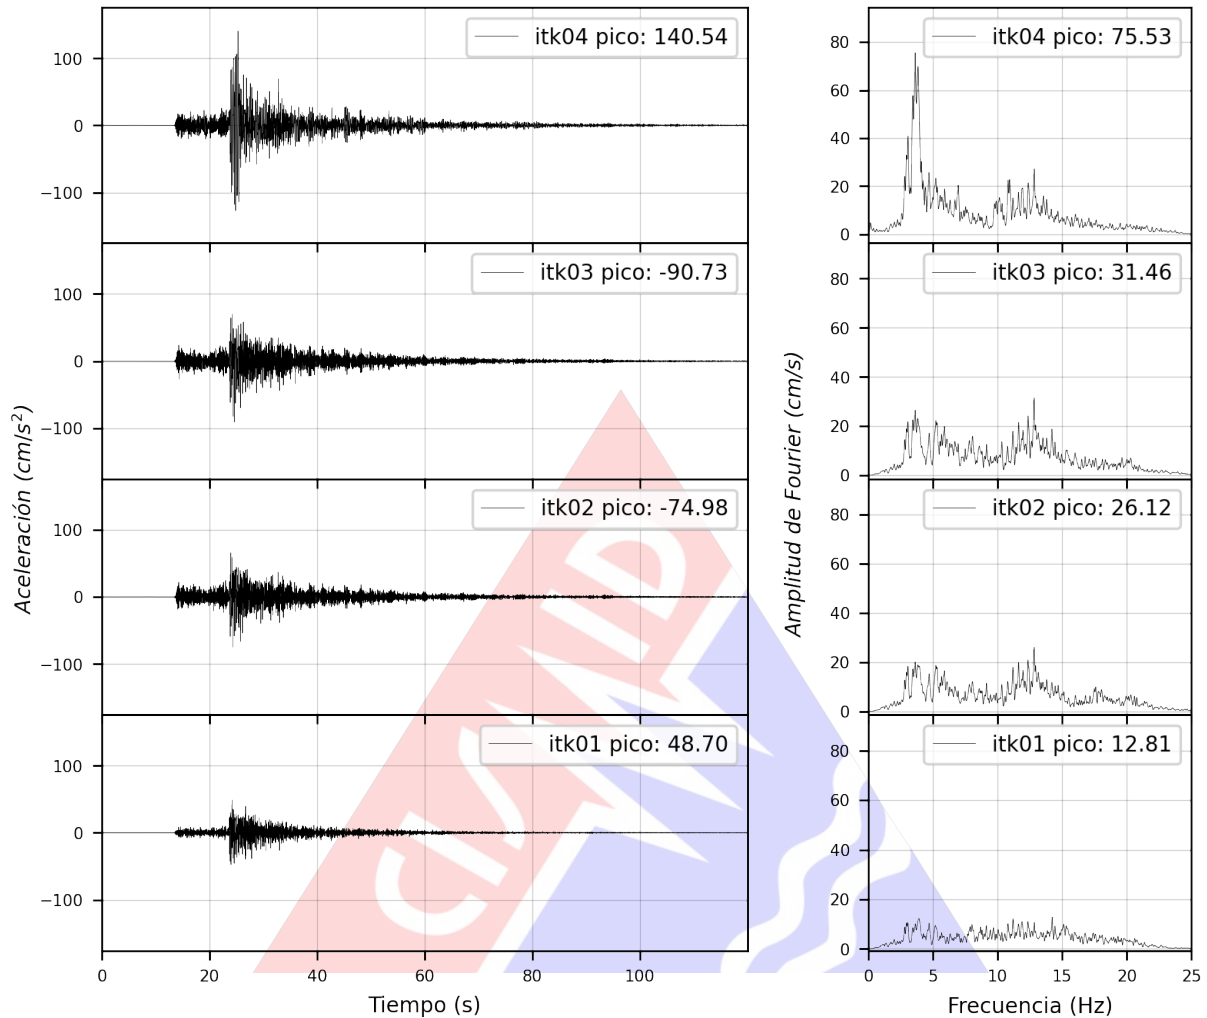 itk04 pico: 140.54
100
0
−100
itk03 pico: -90.73
100
0
−100
itk02 pico: -74.98
100
0
−100
itk01 pico: 48.70
100
0
−100
0 20 40 60 80 100
Tiempo (s)
Aceleración (cm/s²)
itk04 pico: 75.53
80
60
40
20
0
itk03 pico: 31.46
80
60
40
20
0
itk02 pico: 26.12
80
60
40
20
0
itk01 pico: 12.81
80
60
40
20
0
0 5 10 15 20 25
Frecuencia (Hz)
Amplitud de Fourier (cm/s)
CISMID